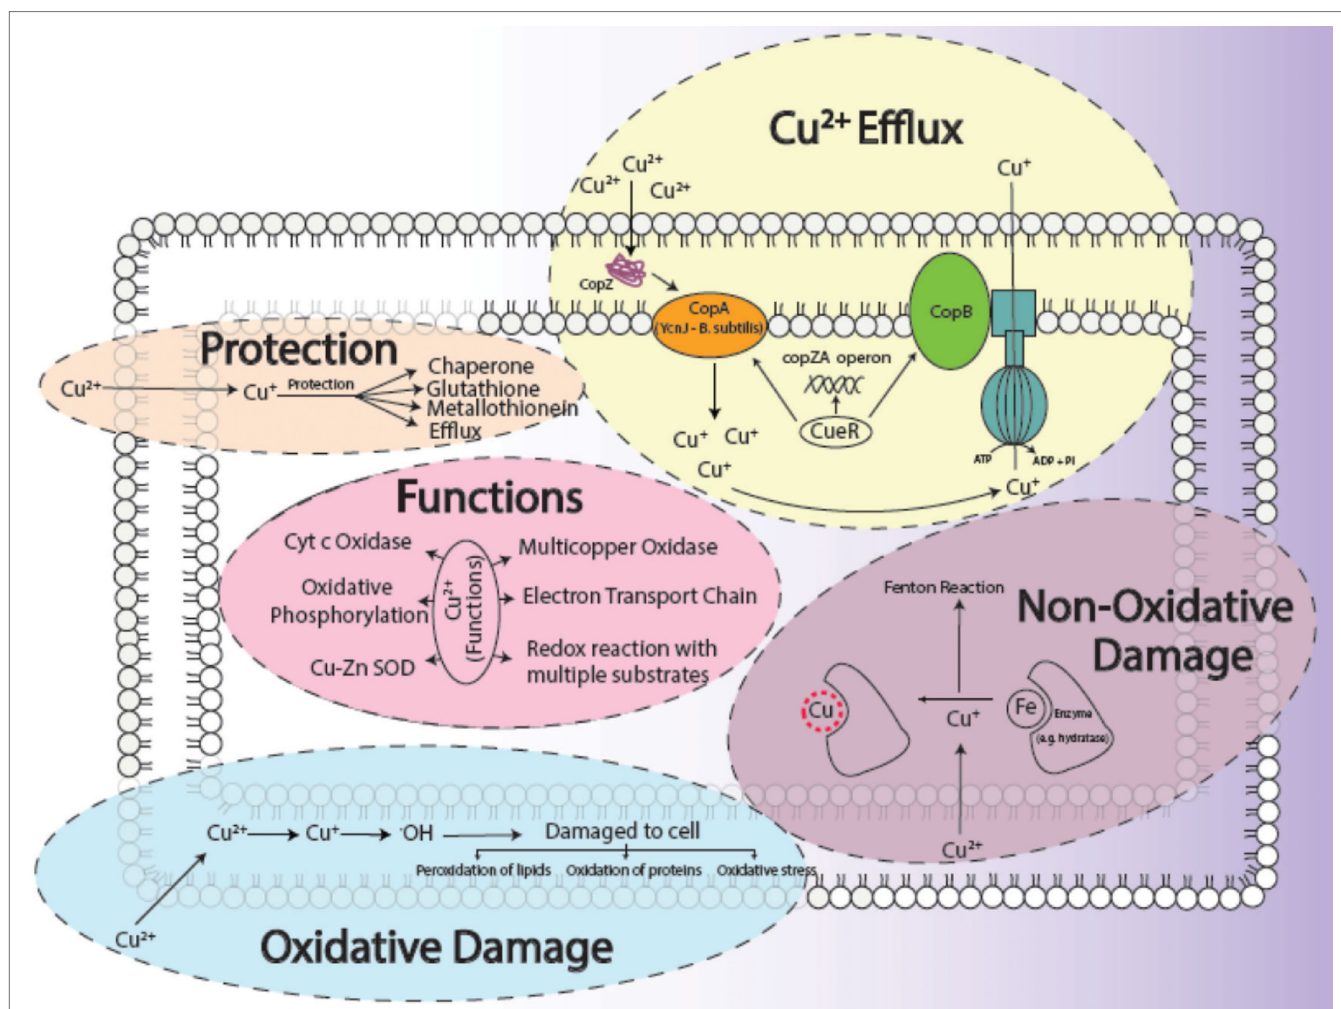 Cu²⁺ Efflux
Cu²⁺
Cu²⁺
Cu²⁺
Cu⁺
CopZ
CopA
(YcnJ - B. subtilis)
CopB
copZA operon
CueR
Cu⁺
Cu⁺
Cu⁺
ATP
ADP + PI
Cu⁺
Protection
Cu²⁺
Cu⁺
Protection
Chaperone
Glutathione
Metallothionein
Efflux
Functions
Cyt c Oxidase
Oxidative
Phosphorylation
Cu-Zn SOD
Cu²⁺
(Functions)
Multicopper Oxidase
Electron Transport Chain
Redox reaction with
multiple substrates
Non-Oxidative
Damage
Fenton Reaction
Cu
Cu⁺
Fe
Enzyme
(e.g. hydratase)
Cu²⁺
Cu²⁺
Cu⁺
·OH
Damaged to cell
Peroxidation of lipids
Oxidation of proteins
Oxidative stress
Cu²⁺
Oxidative Damage